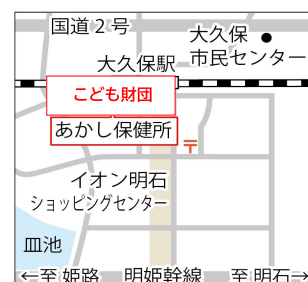 国道2号
大久保
市民センター
大久保駅
こども財団
あかし保健所
〒
イオン明石
ショッピングセンター
皿池
←至 姫路 明姫幹線 至 明石→